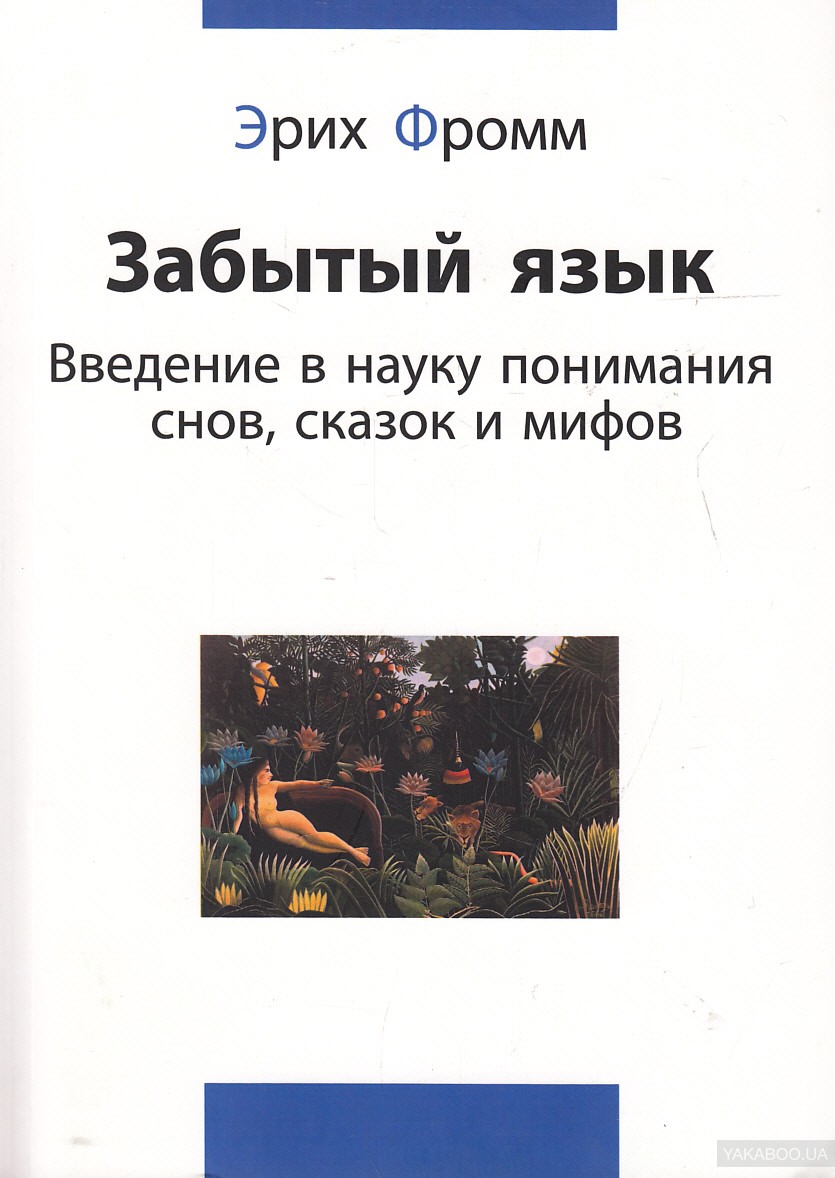 Эрих Фромм
Забытый язык
Введение в науку понимания
снов, сказок и мифов
YAKABOO.UA